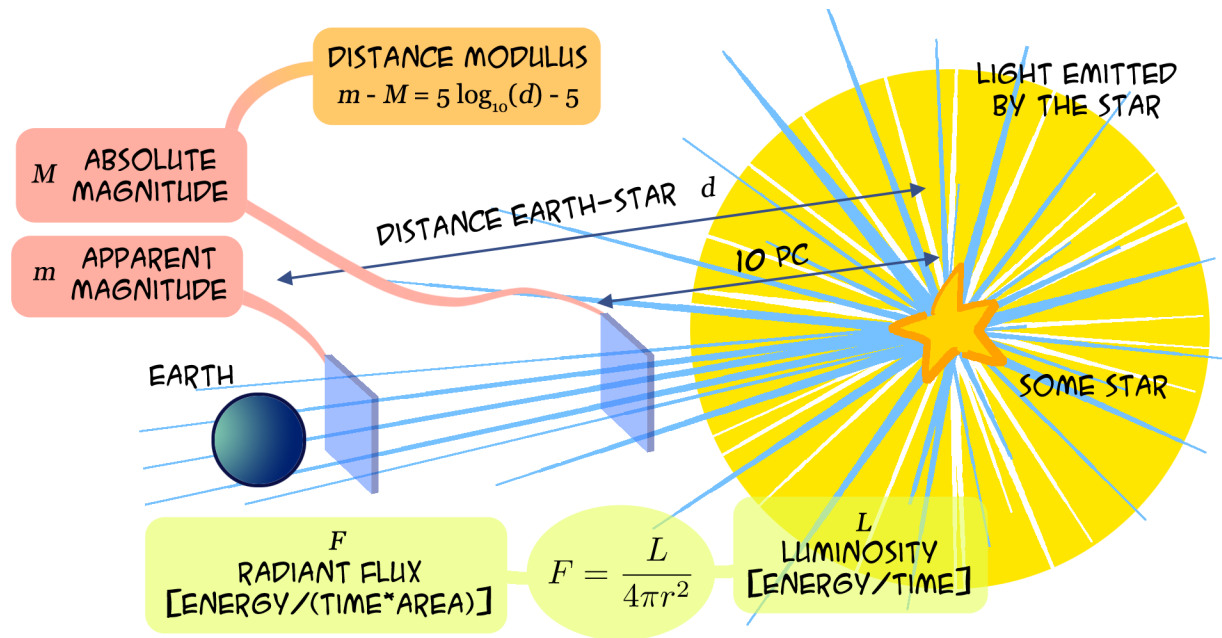 DISTANCE MODULUS
m - M = 5 log₁₀(d) - 5
LIGHT EMITTED
BY THE STAR
M ABSOLUTE
MAGNITUDE
DISTANCE EARTH-STAR d
m APPARENT
MAGNITUDE
10 PC
EARTH
SOME STAR
F
RADIANT FLUX
[ENERGY/(TIME*AREA)]
F = L / 4πr²
L
LUMINOSITY
[ENERGY/TIME]